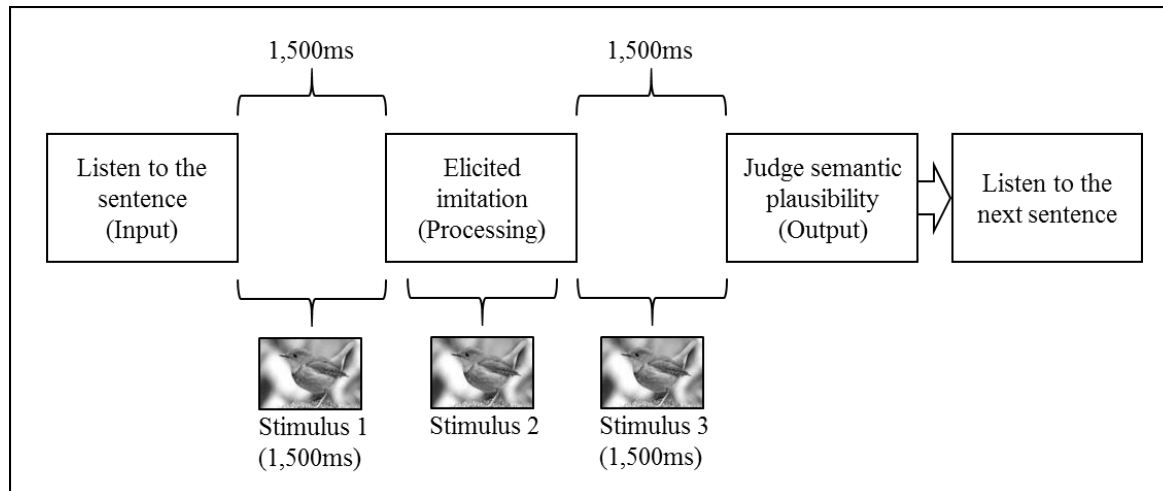 1,500ms
1,500ms
Listen to the
sentence
(Input)
Elicited
imitation
(Processing)
Judge semantic
plausibility
(Output)
Listen to the
next sentence
Stimulus 1
(1,500ms)
Stimulus 2
Stimulus 3
(1,500ms)